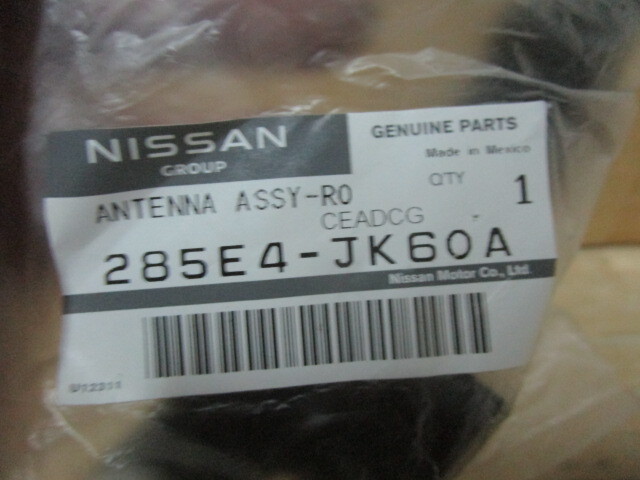 NISSAN
GROUP
GENUINE PARTS
Made in Mexico
QTY 1
ANTENNA ASSY-RO
CEADCG
285E4-JK60A
Nissan Motor Co., Ltd.